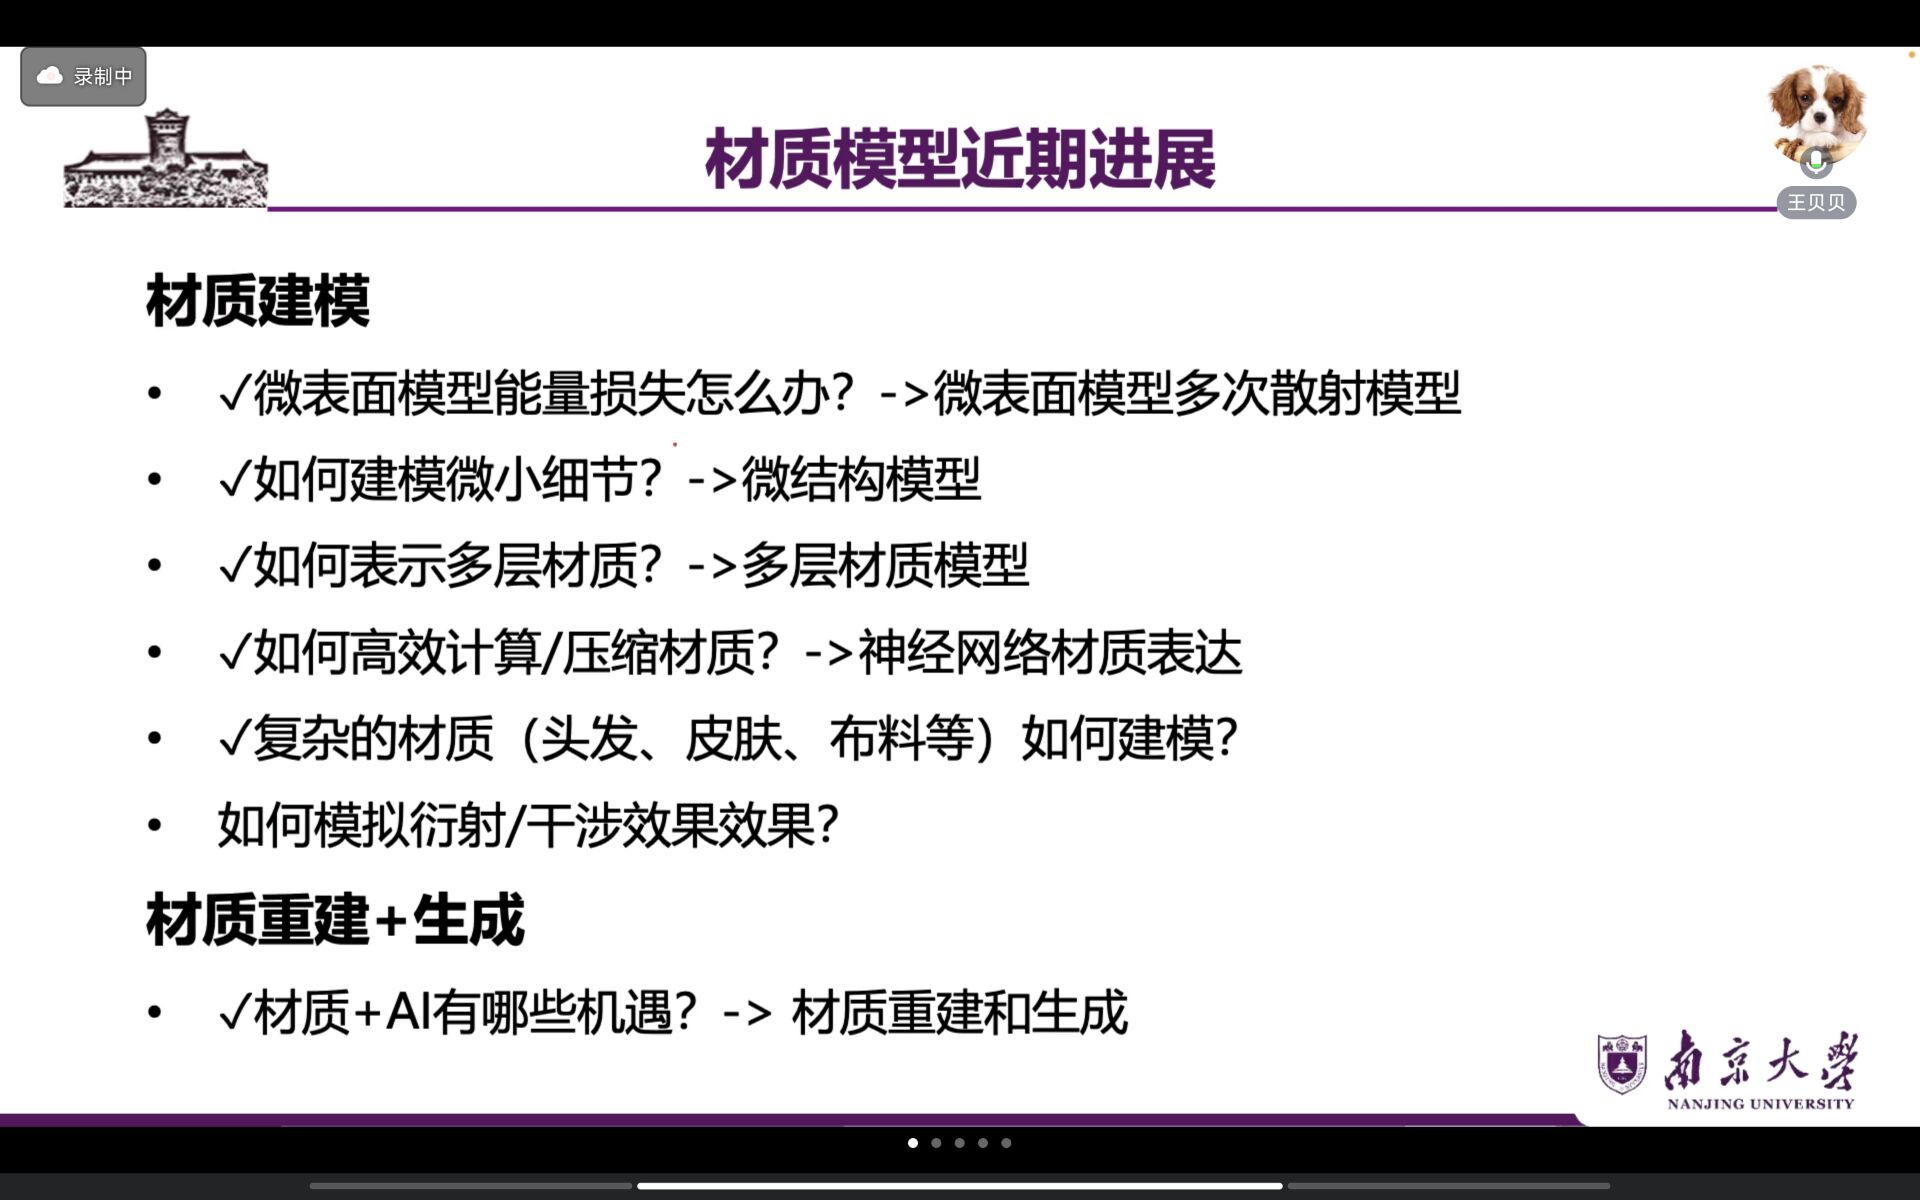 录制中
材质模型近期进展
王贝贝
材质建模
• ✓微表面模型能量损失怎么办？->微表面模型多次散射模型
• ✓如何建模微小细节？->微结构模型
• ✓如何表示多层材质？->多层材质模型
• ✓如何高效计算/压缩材质？->神经网络材质表达
• ✓复杂的材质（头发、皮肤、布料等）如何建模？
• 如何模拟衍射/干涉效果效果？
材质重建+生成
• ✓材质+AI有哪些机遇？-> 材质重建和生成
南京大學
NANJING UNIVERSITY